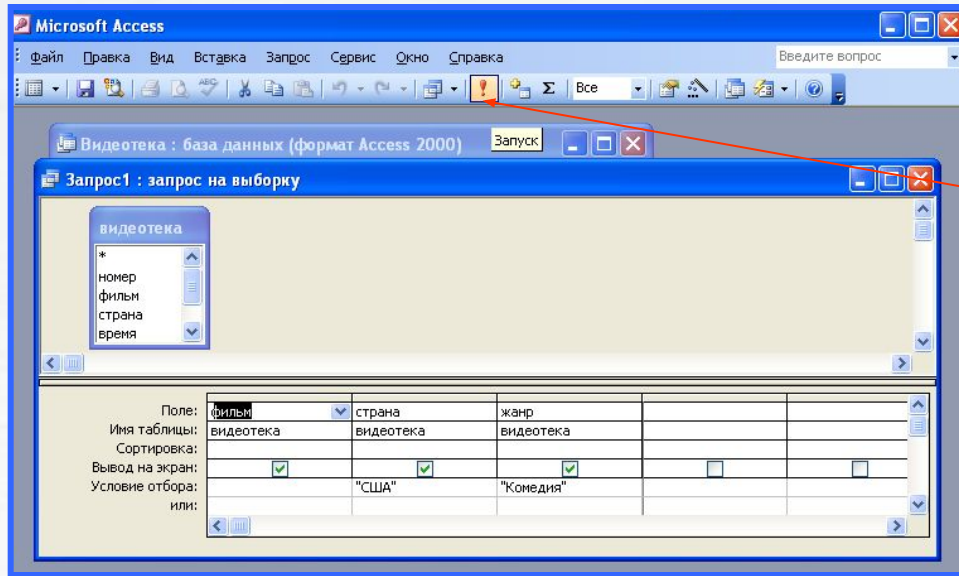 Microsoft Access
Файл Правка Вид Вставка Запрос Сервис Окно Справка Введите вопрос
Все
Видеотека : база данных (формат Access 2000) Запуск
Запрос1 : запрос на выборку
видеотека
*
номер
фильм
страна
время
Поле: фильм страна жанр
Имя таблицы: видеотека видеотека видеотека
Сортировка:
Вывод на экран:
Условие отбора: "США" "Комедия"
или: